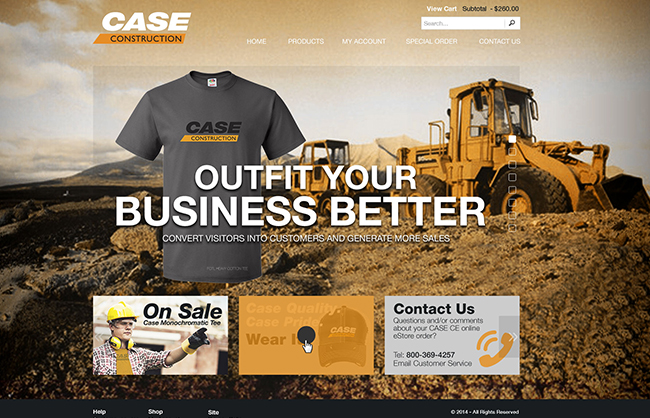 CASE
CONSTRUCTION
View Cart Subtotal - $260.00
Search...
HOME PRODUCTS MY ACCOUNT SPECIAL ORDER CONTACT US
CASE
CONSTRUCTION
OUTFIT YOUR
BUSINESS BETTER
CONVERT VISITORS INTO CUSTOMERS AND GENERATE MORE SALES
On Sale
Case Monochromatic Tee
Case Quality
Case Pride
Wear It
CASE
Contact Us
Questions and/or comments
about your CASE CE online
eStore order?
Tel: 800-369-4257
Email Customer Service
Help Shop Site © 2014 - All Rights Reserved